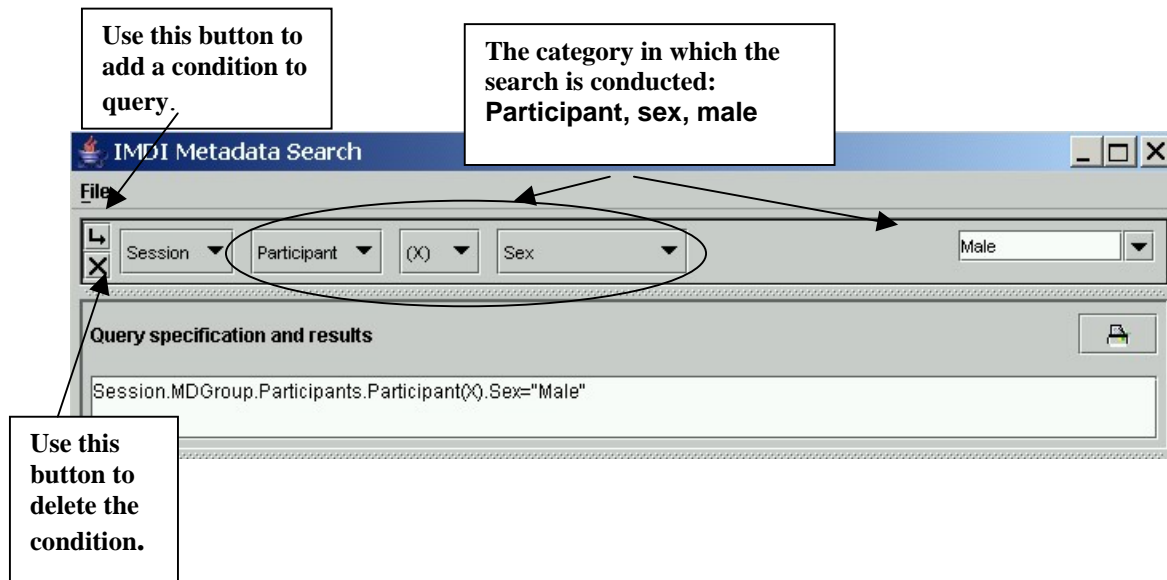 Use this button to
add a condition to
query.
The category in which the
search is conducted:
Participant, sex, male
IMDI Metadata Search
File
Session Participant (X) Sex Male
Query specification and results
Session.MDGroup.Participants.Participant(X).Sex="Male"
Use this
button to
delete the
condition.